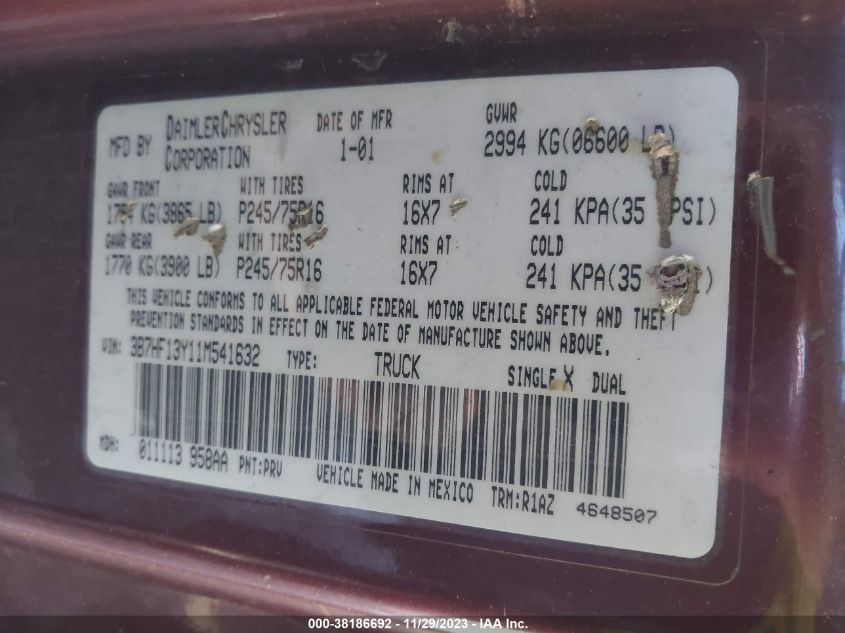 MFD BY DAIMLERCHRYSLER CORPORATION DATE OF MFR 1-01 GVWR 2994 KG(06600 LB)
GAWR FRONT WITH TIRES RIMS AT COLD
1754 KG(3865 LB) P245/75R16 16X7 241 KPA(35 PSI)
GAWR REAR WITH TIRES RIMS AT COLD
1770 KG(3900 LB) P245/75R16 16X7 241 KPA(35
THIS VEHICLE CONFORMS TO ALL APPLICABLE FEDERAL MOTOR VEHICLE SAFETY AND THEFT
PREVENTION STANDARDS IN EFFECT ON THE DATE OF MANUFACTURE SHOWN ABOVE.
VIN: 3B7HF13Y11M541632 TYPE: TRUCK SINGLE X DUAL
MDH: 011113 958AA PNT:PRV VEHICLE MADE IN MEXICO TRM:R1AZ 4648507
000-38186692 - 11/29/2023 - IAA Inc.